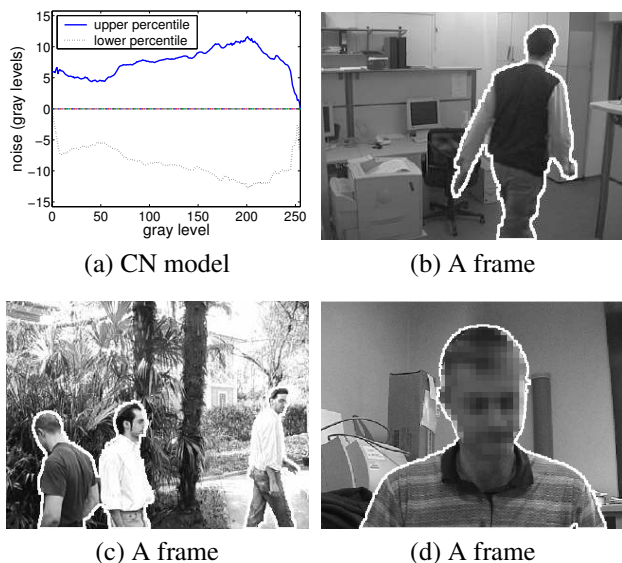 upper percentile
lower percentile
15
10
5
0
−5
−10
−15
0 50 100 150 200 250
noise (gray levels)
gray level
(a) CN model
(b) A frame
(c) A frame
(d) A frame